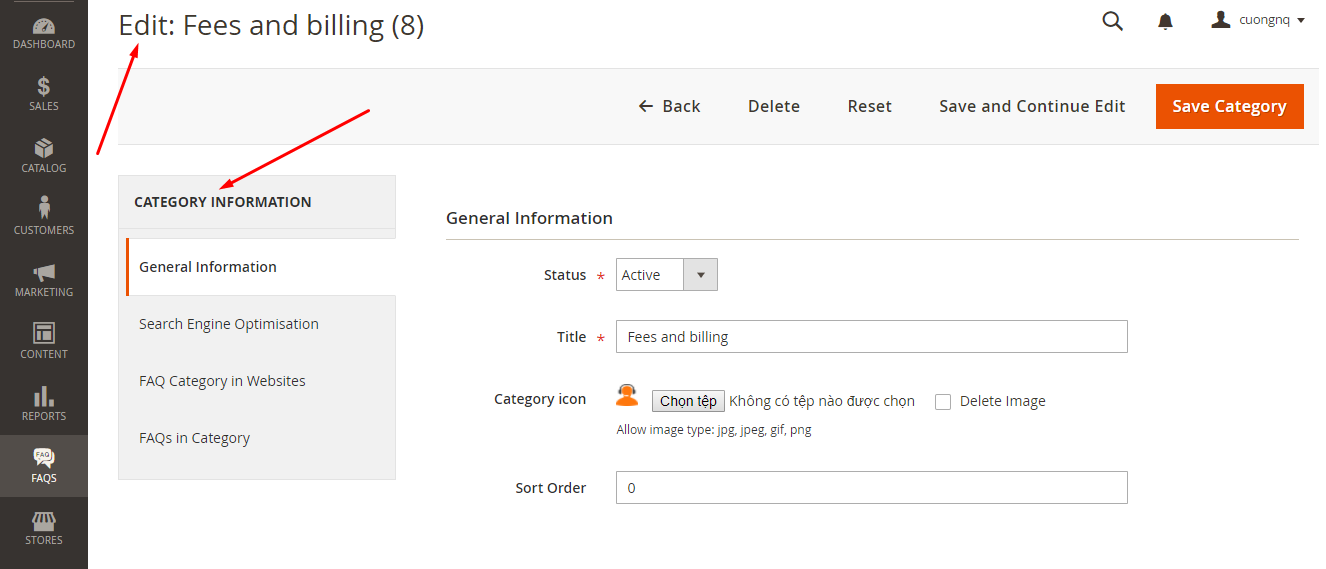 Edit: Fees and billing (8)
cuongnq
DASHBOARD
SALES
CATALOG
CUSTOMERS
MARKETING
CONTENT
REPORTS
FAQ
FAQS
STORES
Back
Delete
Reset
Save and Continue Edit
Save Category
CATEGORY INFORMATION
General Information
Search Engine Optimisation
FAQ Category in Websites
FAQs in Category
General Information
Status * Active
Title * Fees and billing
Category icon Chọn tệp Không có tệp nào được chọn Delete Image
Allow image type: jpg, jpeg, gif, png
Sort Order 0